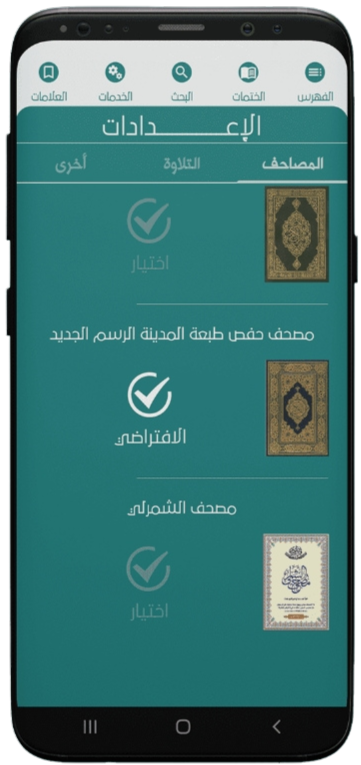 الفهرس الختمات البحث الخدمات العلامات
الإعـــــدادات
المصاحف التلاوة أخرى
اختيار
مصحف حفص طبعة المدينة الرسم الجديد
الافتراضي
مصحف الشمرلي
اختيار